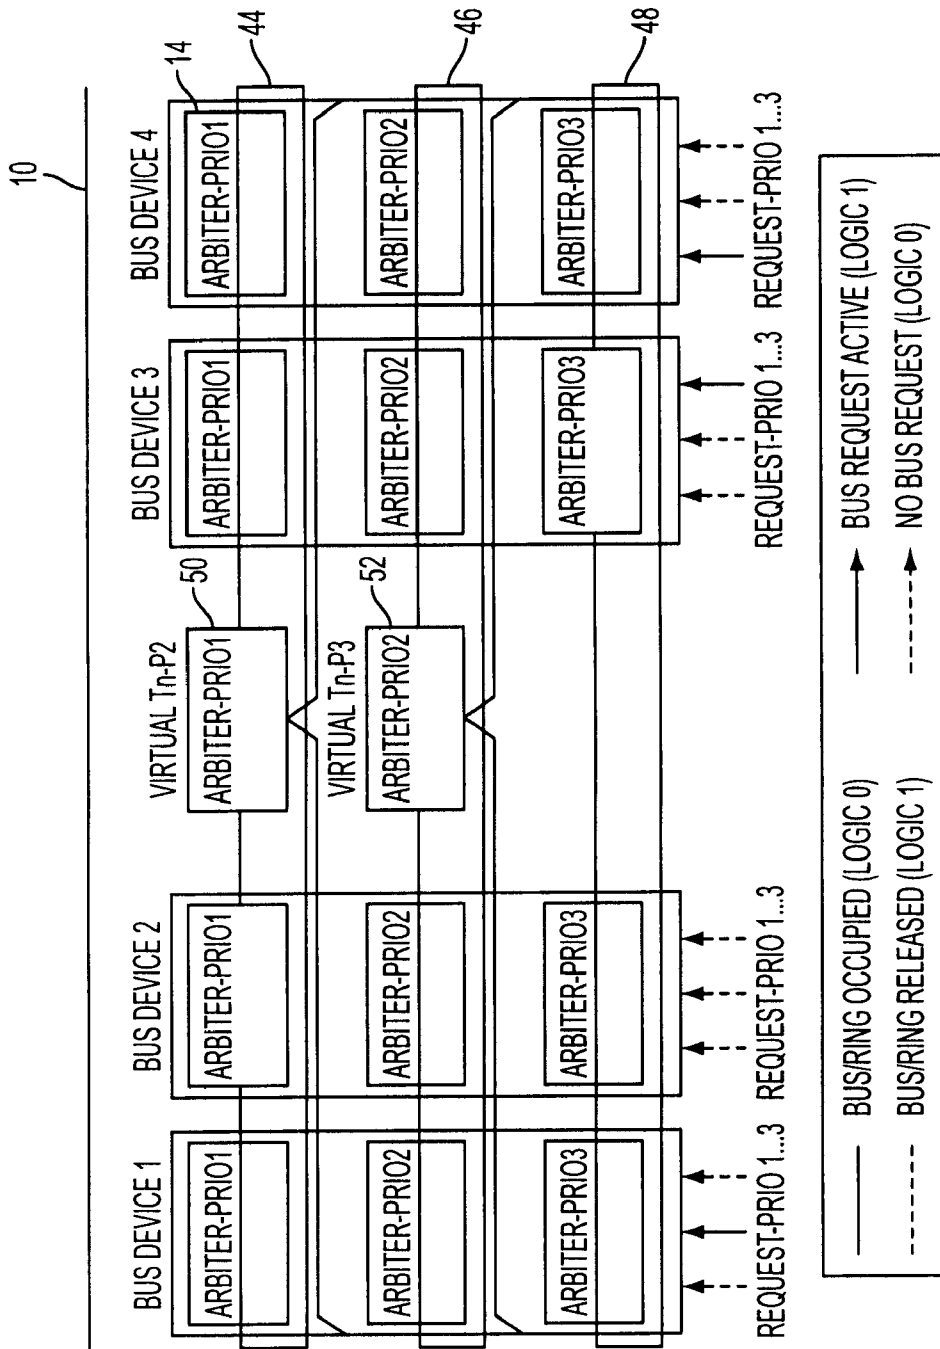 10
BUS DEVICE 1
BUS DEVICE 2
VIRTUAL Tn-P2
BUS DEVICE 3
BUS DEVICE 4
50
14
44
ARBITER-PRIO1
ARBITER-PRIO1
ARBITER-PRIO1
ARBITER-PRIO1
ARBITER-PRIO1
VIRTUAL Tn-P3
52
46
ARBITER-PRIO2
ARBITER-PRIO2
ARBITER-PRIO2
ARBITER-PRIO2
ARBITER-PRIO2
48
ARBITER-PRIO3
ARBITER-PRIO3
ARBITER-PRIO3
ARBITER-PRIO3
REQUEST-PRIO 1...3
REQUEST-PRIO 1...3
REQUEST-PRIO 1...3
REQUEST-PRIO 1...3
BUS/RING OCCUPIED (LOGIC 0)
BUS/RING RELEASED (LOGIC 1)
BUS REQUEST ACTIVE (LOGIC 1)
NO BUS REQUEST (LOGIC 0)